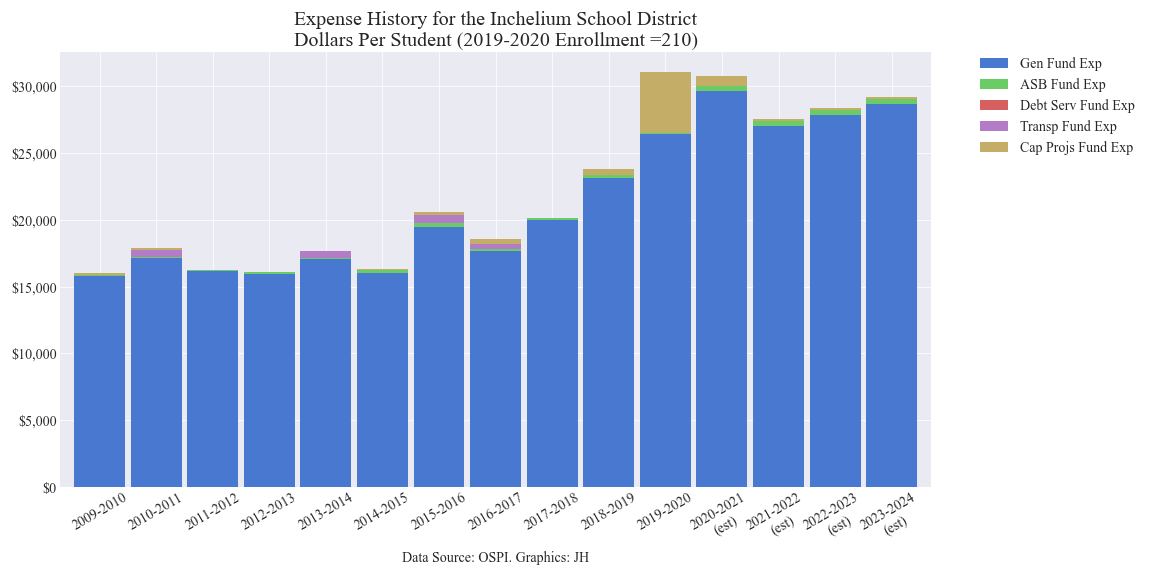 Expense History for the Inchelium School District
Dollars Per Student (2019-2020 Enrollment =210)
$30,000
$25,000
$20,000
$15,000
$10,000
$5,000
$0
2009-2010
2010-2011
2011-2012
2012-2013
2013-2014
2014-2015
2015-2016
2016-2017
2017-2018
2018-2019
2019-2020
2020-2021
(est)
2021-2022
(est)
2022-2023
(est)
2023-2024
(est)
Data Source: OSPI. Graphics: JH
Gen Fund Exp
ASB Fund Exp
Debt Serv Fund Exp
Transp Fund Exp
Cap Projs Fund Exp